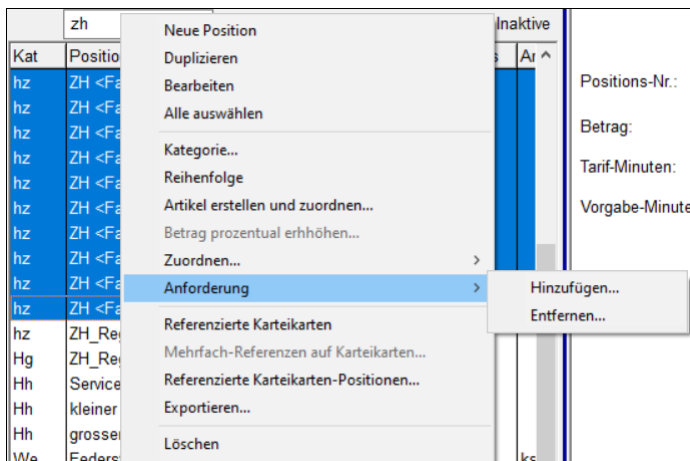 zh
Inaktive
Kat Positio s Ar
hz ZH <Fa
hz ZH <Fa
hz ZH <Fa
hz ZH <Fa
hz ZH <Fa
hz ZH <Fa
hz ZH <Fa
hz ZH <Fa
hz ZH <Fa
hz ZH <Fa
hz ZH_Re
Hg ZH_Re
Hh Service
Hh kleiner
Hh grosser
We Feders ks
Neue Position
Duplizieren
Bearbeiten
Alle auswählen
Kategorie...
Reihenfolge
Artikel erstellen und zuordnen...
Betrag prozentual erhhöhen...
Zuordnen...
Anforderung
Referenzierte Karteikarten
Mehrfach-Referenzen auf Karteikarten...
Referenzierte Karteikarten-Positionen...
Exportieren...
Löschen
Hinzufügen...
Entfernen...
Positions-Nr.:
Betrag:
Tarif-Minuten:
Vorgabe-Minute